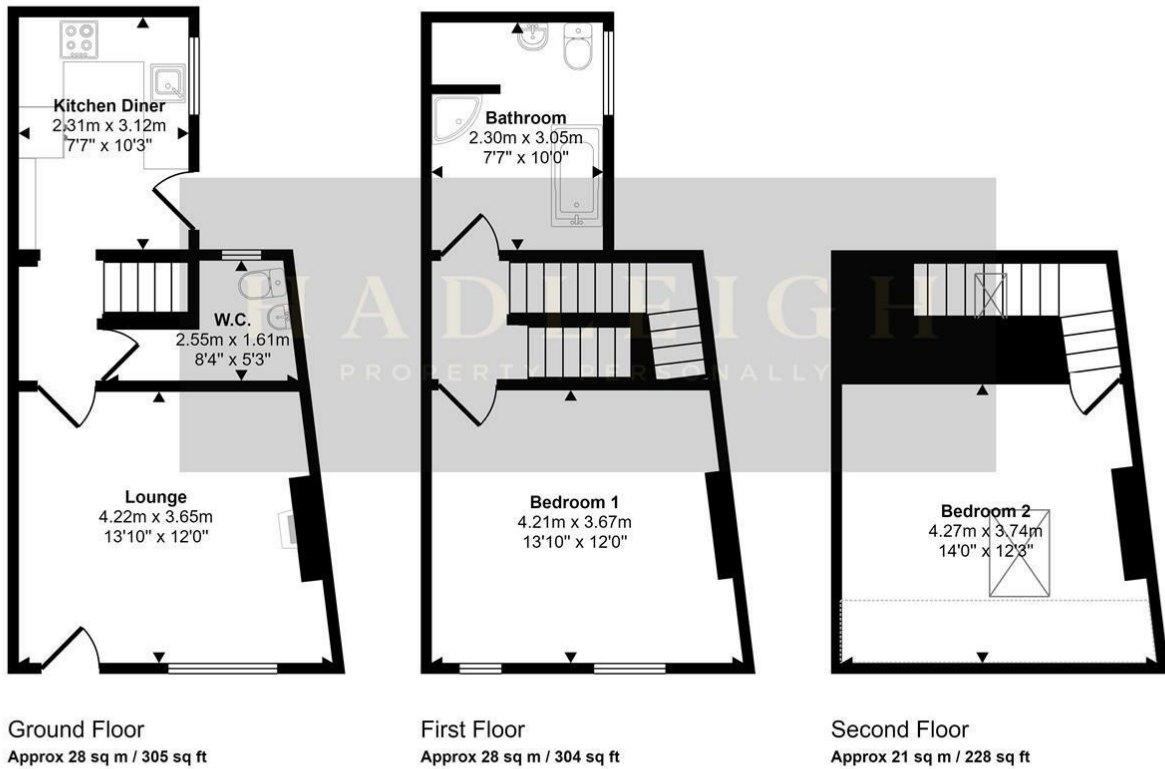 Kitchen Diner
2.31m x 3.12m
7'7" x 10'3"
W.C.
2.55m x 1.61m
8'4" x 5'3"
Lounge
4.22m x 3.65m
13'10" x 12'0"
Ground Floor
Approx 28 sq m / 305 sq ft
Bathroom
2.30m x 3.05m
7'7" x 10'0"
HADLEIGH
PROPERTY PERSONALLY
Bedroom 1
4.21m x 3.67m
13'10" x 12'0"
First Floor
Approx 28 sq m / 304 sq ft
Bedroom 2
4.27m x 3.74m
14'0" x 12'3"
Second Floor
Approx 21 sq m / 228 sq ft